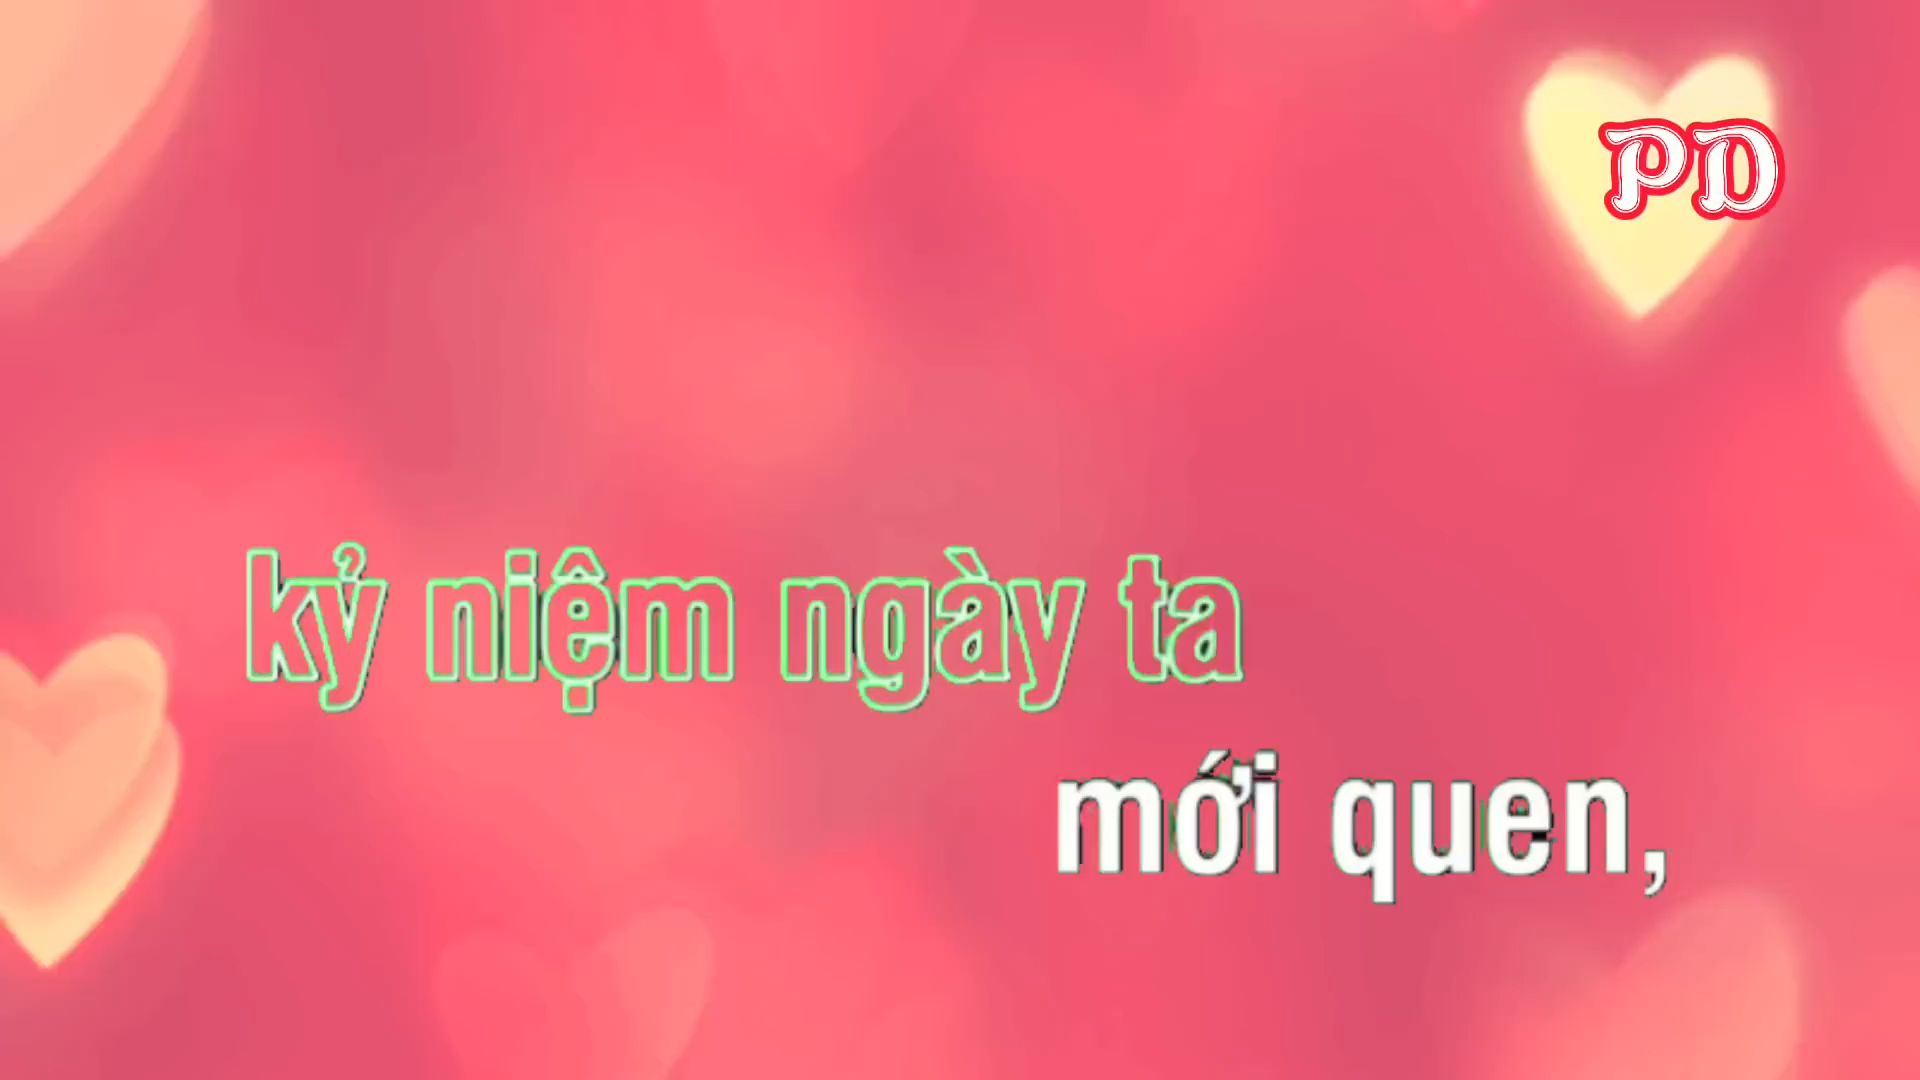 PD
kỷ niệm ngày ta
mới quen,